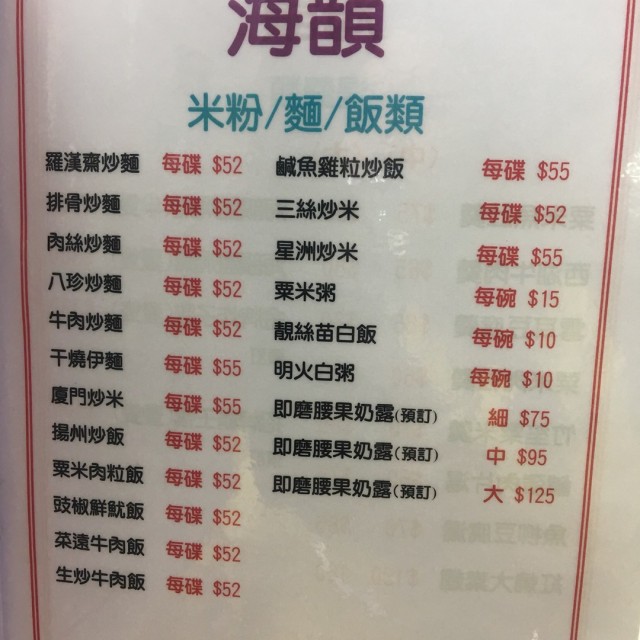 海韻
米粉/麵/飯類
羅漢齋炒麵 每碟 $52
排骨炒麵 每碟 $52
肉絲炒麵 每碟 $52
八珍炒麵 每碟 $52
牛肉炒麵 每碟 $52
干燒伊麵 每碟 $55
廈門炒米 每碟 $55
揚州炒飯 每碟 $52
粟米肉粒飯 每碟 $52
豉椒鮮魷飯 每碟 $52
菜遠牛肉飯 每碟 $52
生炒牛肉飯 每碟 $52
鹹魚雞粒炒飯 每碟 $55
三絲炒米 每碟 $52
星洲炒米 每碟 $55
粟米粥 每碗 $15
靚絲苗白飯 每碗 $10
明火白粥 每碗 $10
即磨腰果奶露(預訂) 細 $75
即磨腰果奶露(預訂) 中 $95
即磨腰果奶露(預訂) 大 $125